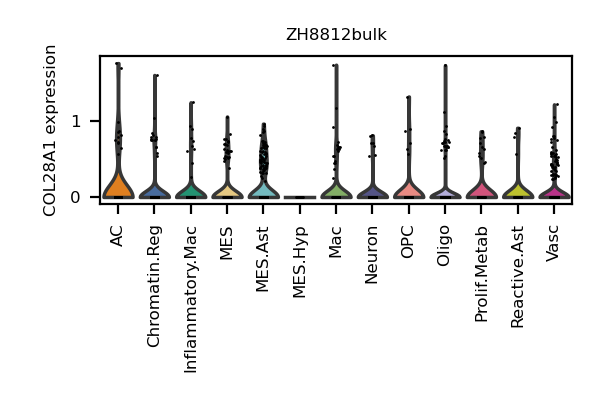 ZH8812bulk
COL28A1 expression
1
0
AC
Chromatin.Reg
Inflammatory.Mac
MES
MES.Ast
MES.Hyp
Mac
Neuron
OPC
Oligo
Prolif.Metab
Reactive.Ast
Vasc